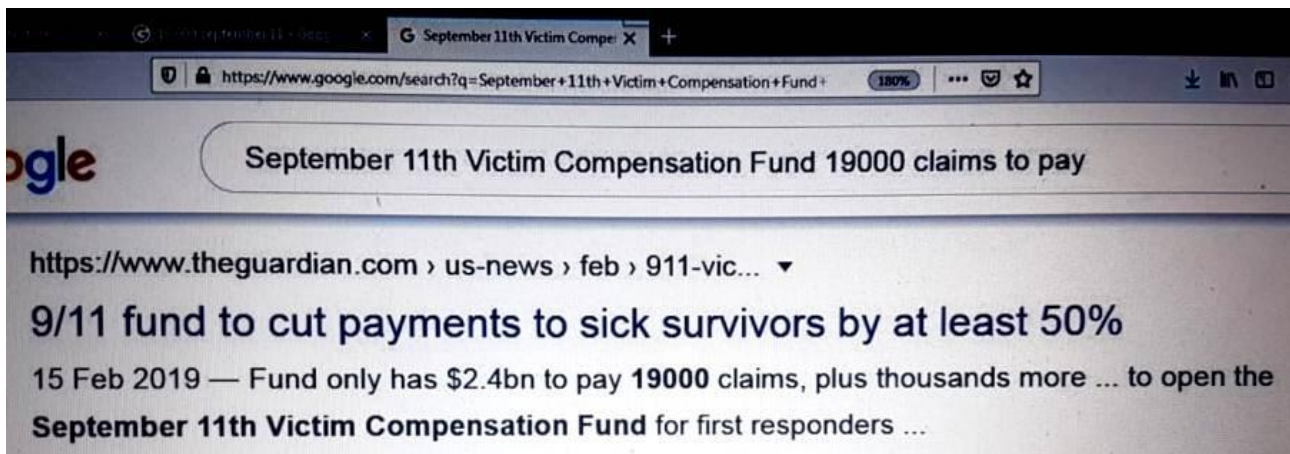 September 11th Victim Compe
https://www.google.com/search?q=September+11th+Victim+Compensation+Fund+ 180%
ogle September 11th Victim Compensation Fund 19000 claims to pay
https://www.theguardian.com › us-news › feb › 911-vic...
9/11 fund to cut payments to sick survivors by at least 50%
15 Feb 2019 — Fund only has $2.4bn to pay 19000 claims, plus thousands more ... to open the
September 11th Victim Compensation Fund for first responders ...